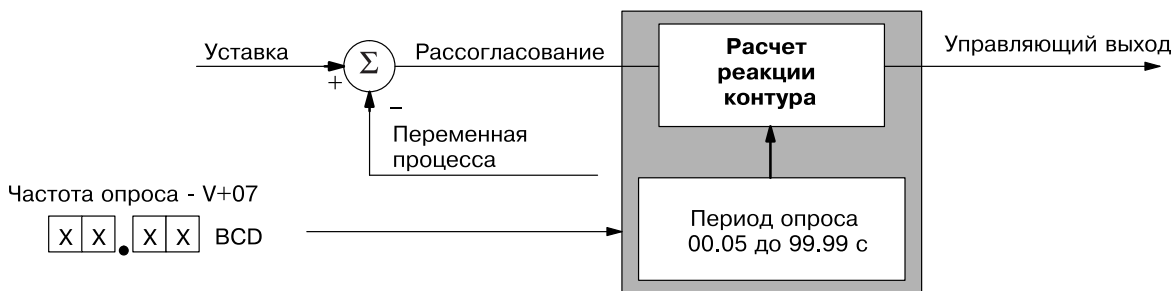 Уставка
Рассогласование
Расчет
реакции
контура
Управляющий выход
Σ
+
−
Переменная
процесса
Частота опроса - V+07
X X . X X BCD
Период опроса
00.05 до 99.99 с